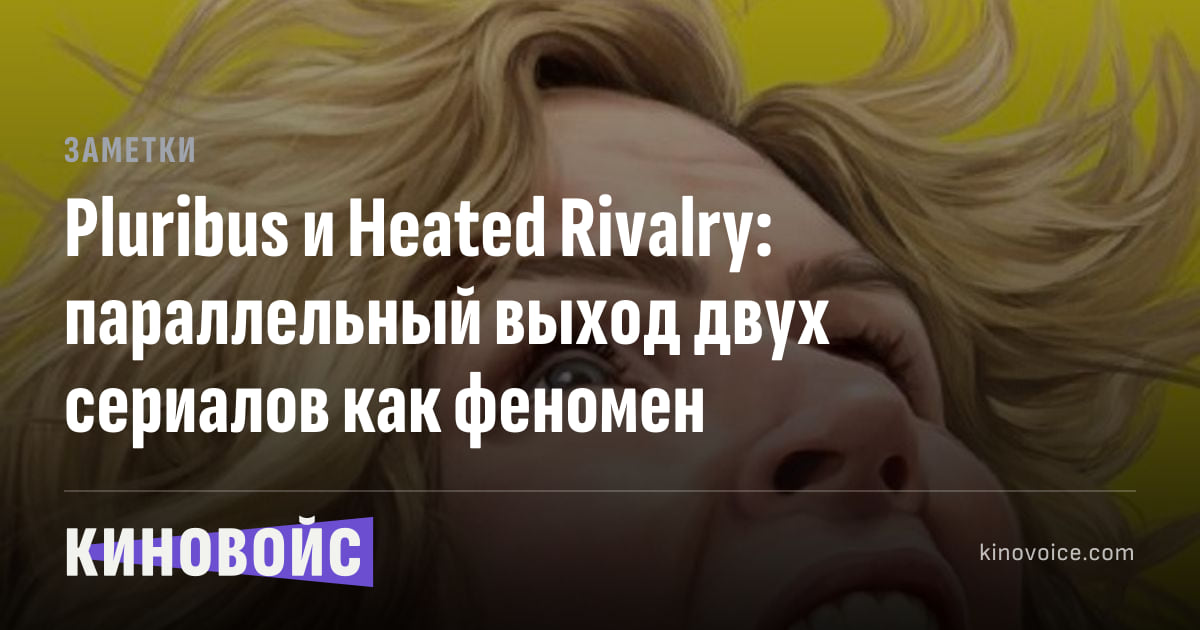 ЗАМЕТКИ
Pluribus и Heated Rivalry:
параллельный выход двух
сериалов как феномен
КИНОВОЙС
kinovoice.com